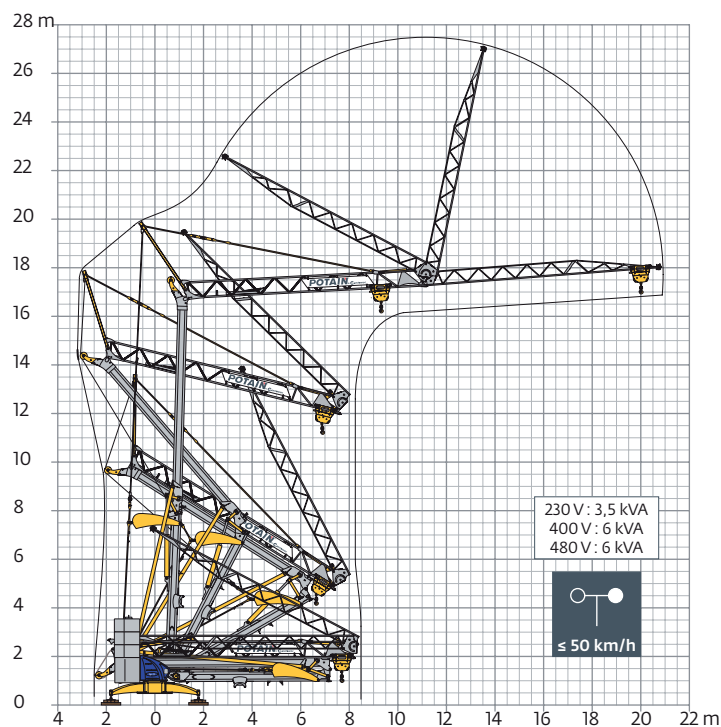 28 m
26
24
22
20
18
16
14
12
10
8
6
4
2
0
POTAIN
POTAIN
POTAIN
POTAIN
230 V : 3,5 kVA
400 V : 6 kVA
480 V : 6 kVA
≤ 50 km/h
4 2 0 2 4 6 8 10 12 14 16 18 20 22 m